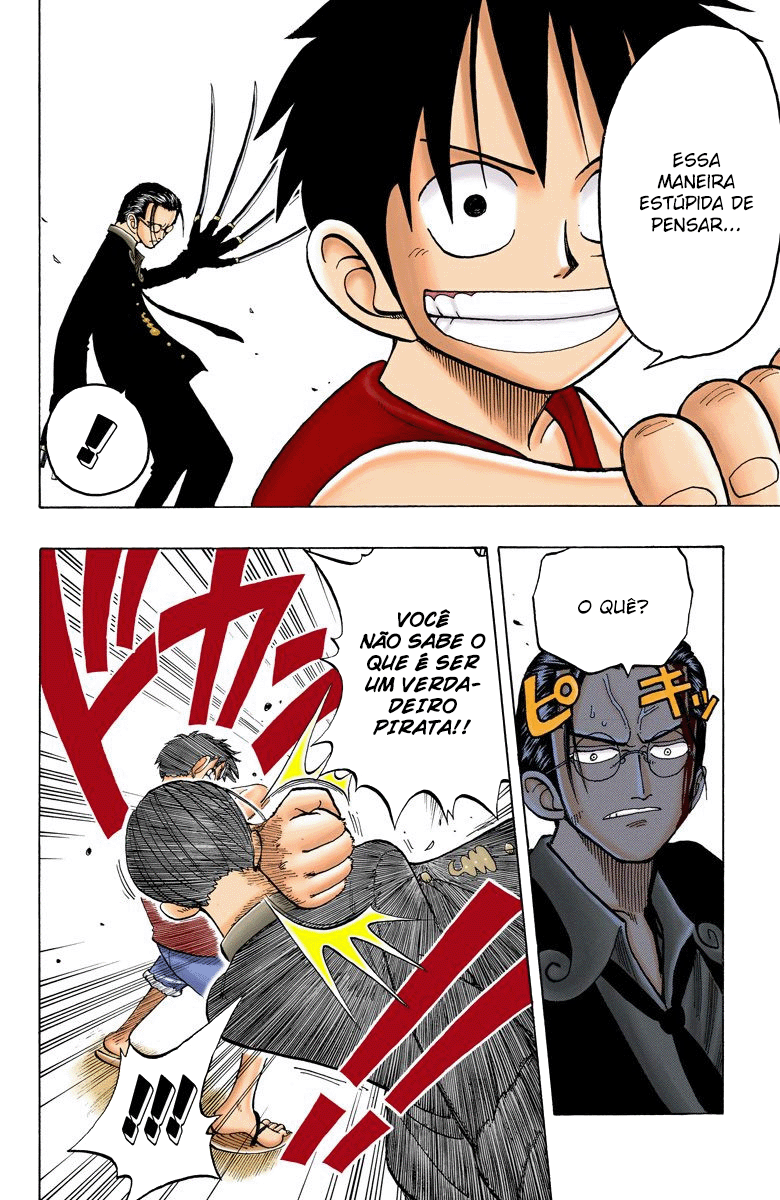 ESSA
MANEIRA
ESTÚPIDA DE
PENSAR...
!!
O QUÊ?
ピキッ
VOCÊ
NÃO SABE O
QUE É SER
UM VERDA-
DEIRO
PIRATA!!
ドカン!!
!!!